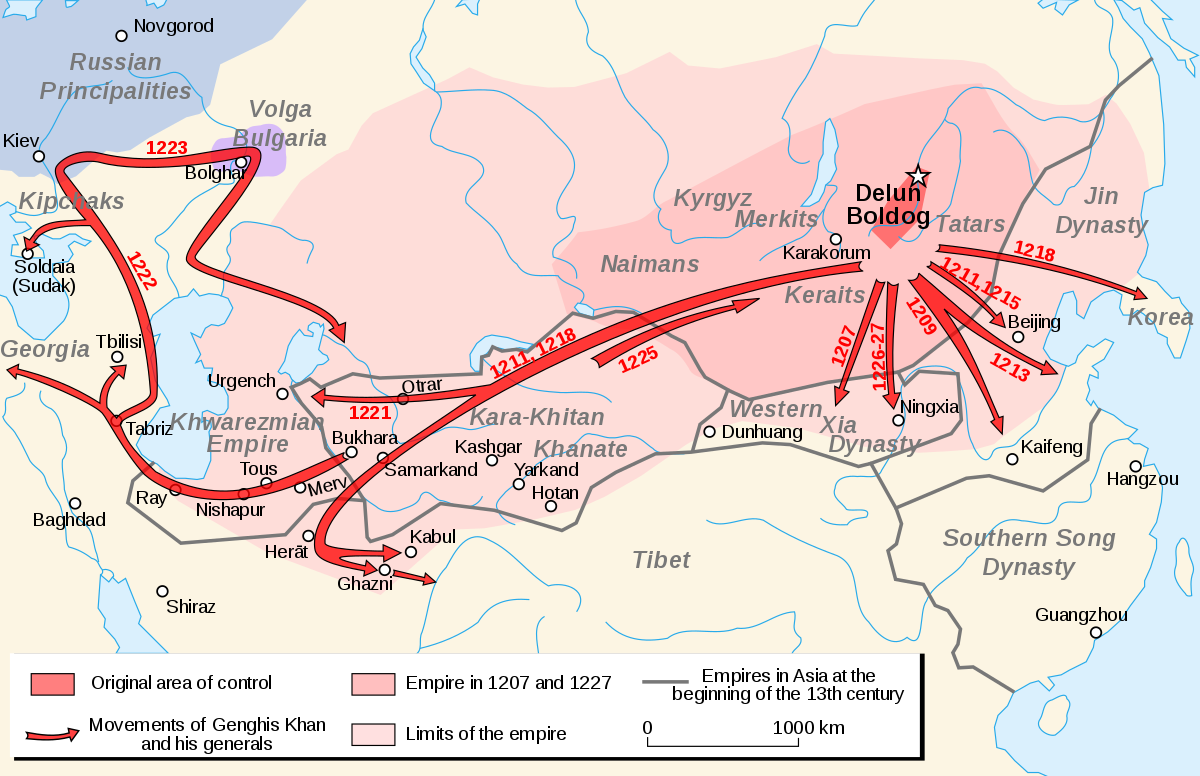 Novgorod
Russian
Principalities
Volga
Bulgaria
Kiev
1223
Bolghar
Kipchaks
Soldaia
(Sudak)
1222
Georgia
Tbilisi
Tabriz
Urgench
Khwarezmian
Empire
Otrar
1221
Bukhara
Samarkand
Tous
Merv
Ray
Nishapur
Baghdad
Herāt
Shiraz
Kabul
Ghazni
Kara-Khitan
Khanate
Kashgar
Yarkand
Hotan
1211, 1218
1225
Naimans
Kyrgyz
Merkits
Karakorum
Keraits
Delun
Boldog
Tatars
Jin
Dynasty
1218
1211,1215
1209
1207
1226-27
1213
Korea
Beijing
Western
Xia
Dynasty
Ningxia
Dunhuang
Kaifeng
Hangzou
Tibet
Southern Song
Dynasty
Guangzhou
Original area of control
Movements of Genghis Khan
and his generals
Empire in 1207 and 1227
Limits of the empire
Empires in Asia at the
beginning of the 13th century
0
1000 km